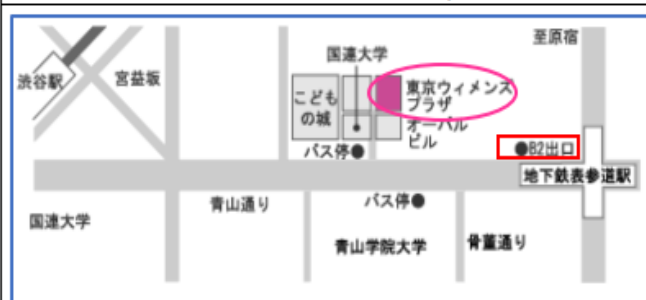 至原宿
国連大学
渋谷駅
宮益坂
東京ウィメンズ
プラザ
こども
の城
オーバル
ビル
バス停●
●B2出口
地下鉄表参道駅
青山通り
バス停●
国連大学
青山学院大学
骨董通り